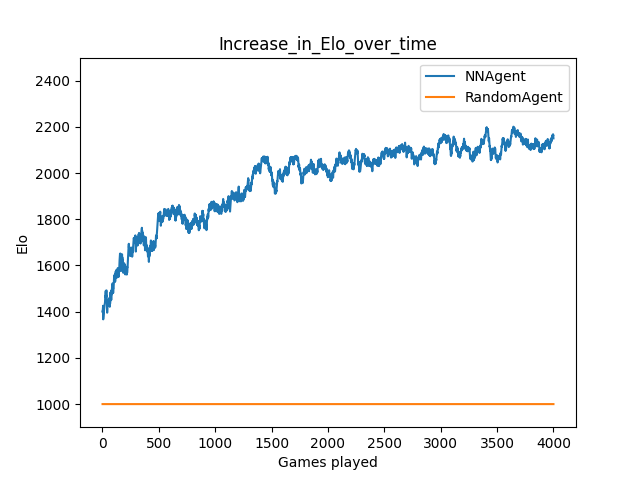 Increase_in_Elo_over_time
NNAgent
RandomAgent
2400
2200
2000
1800
1600
1400
1200
1000
Elo
0 500 1000 1500 2000 2500 3000 3500 4000
Games played